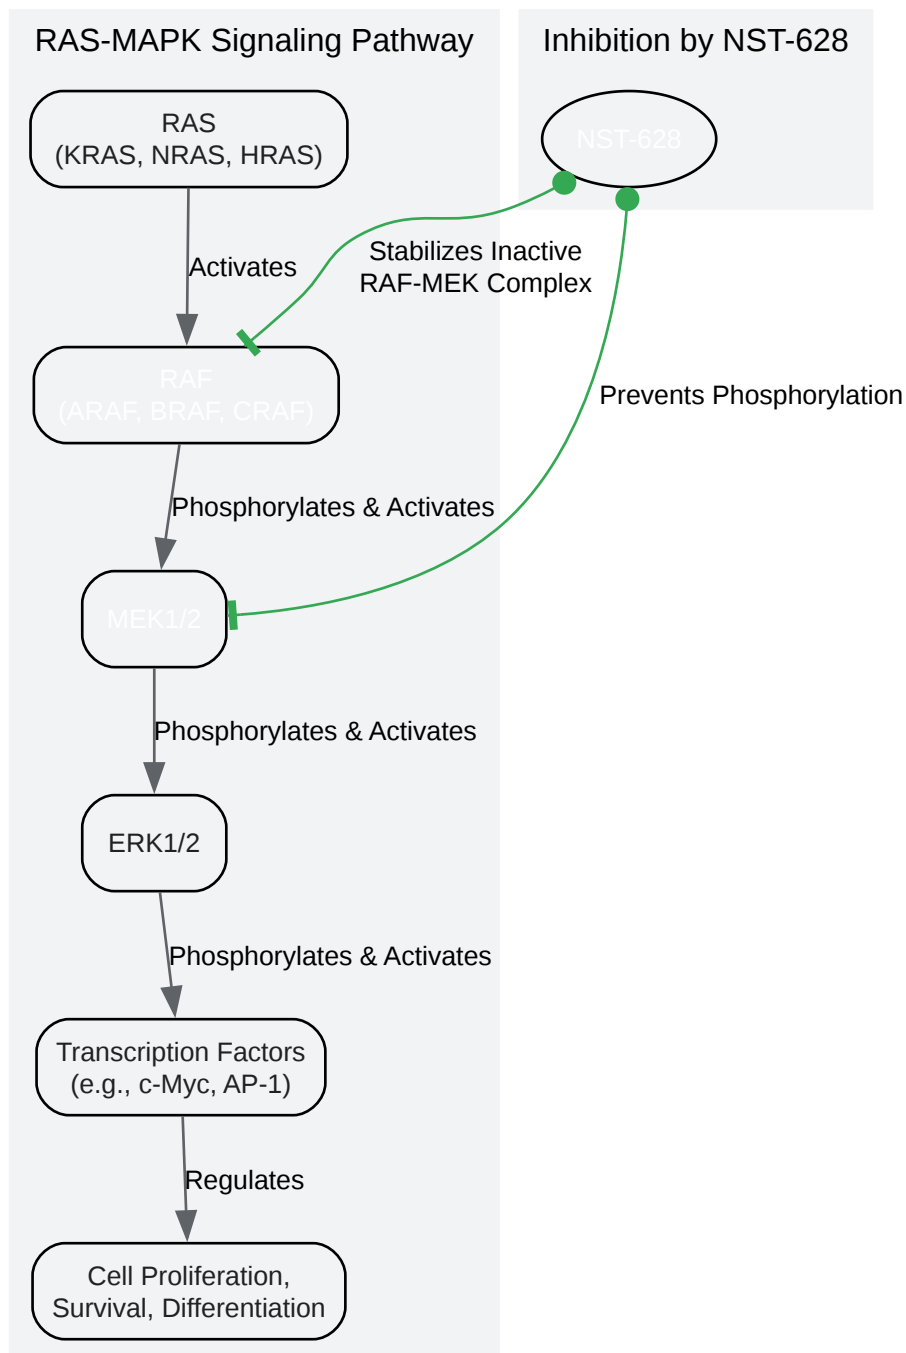 RAS-MAPK Signaling Pathway
Inhibition by NST-628
RAS
(KRAS, NRAS, HRAS)
NST-628
Activates
Stabilizes Inactive
RAF-MEK Complex
RAF
(ARAF, BRAF, CRAF)
Prevents Phosphorylation
Phosphorylates & Activates
MEK1/2
Phosphorylates & Activates
ERK1/2
Phosphorylates & Activates
Transcription Factors
(e.g., c-Myc, AP-1)
Regulates
Cell Proliferation,
Survival, Differentiation